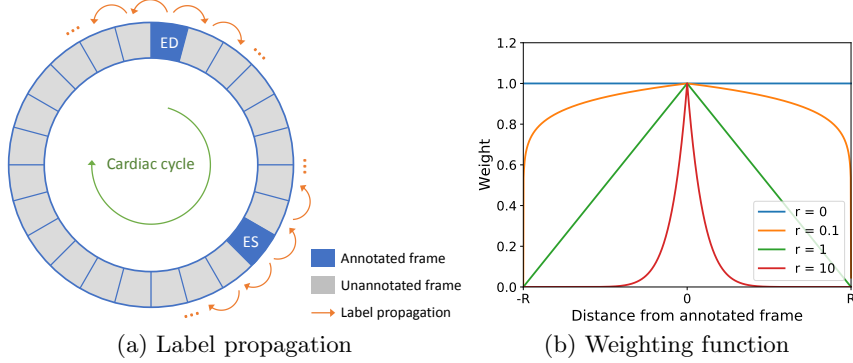 ED
Cardiac cycle
ES
Annotated frame
Unannotated frame
Label propagation
(a) Label propagation
1.2
1.0
0.8
0.6
0.4
0.2
0.0
Weight
r = 0
r = 0.1
r = 1
r = 10
-R 0 R
Distance from annotated frame
(b) Weighting function